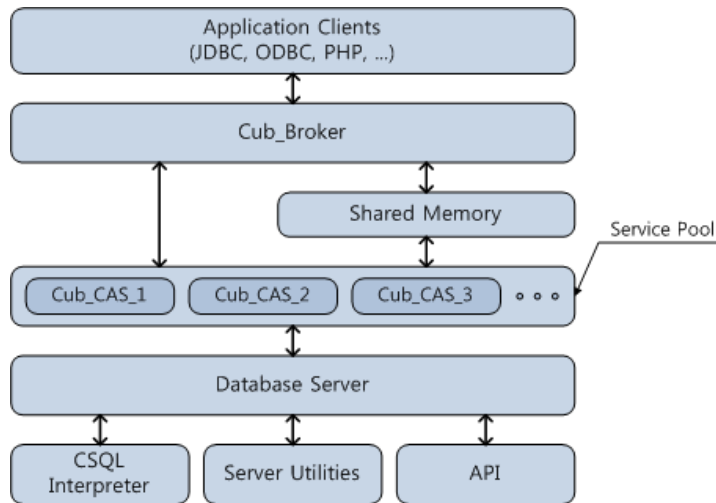 Application Clients
(JDBC, ODBC, PHP, ...)
Cub_Broker
Shared Memory
Service Pool
Cub_CAS_1
Cub_CAS_2
Cub_CAS_3
Database Server
CSQL
Interpreter
Server Utilities
API